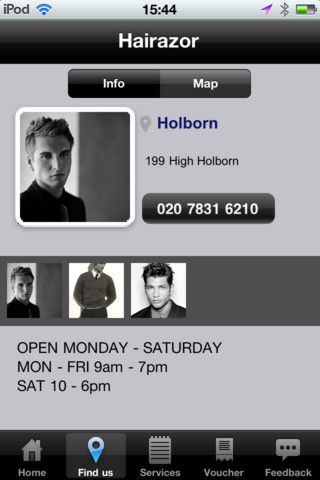 iPod 15:44
Hairazor
Info Map
Holborn
199 High Holborn
020 7831 6210
OPEN MONDAY - SATURDAY
MON - FRI 9am - 7pm
SAT 10 - 6pm
Home Find us Services Voucher Feedback